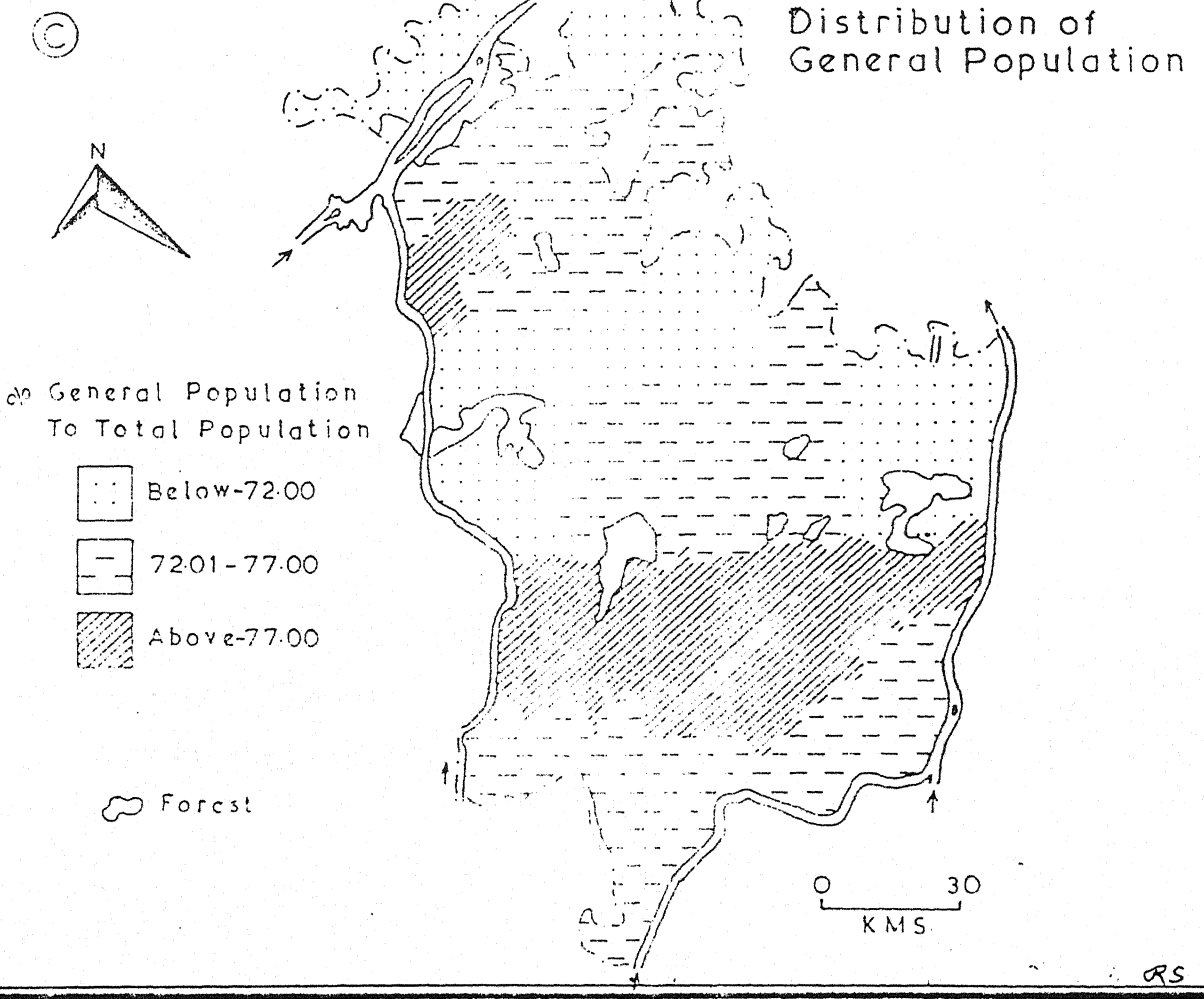 ©
Distribution of
General Population
N
% General Population
To Total Population
Below-72.00
72.01-77.00
Above-77.00
Forest
0 30
KMS.
RS